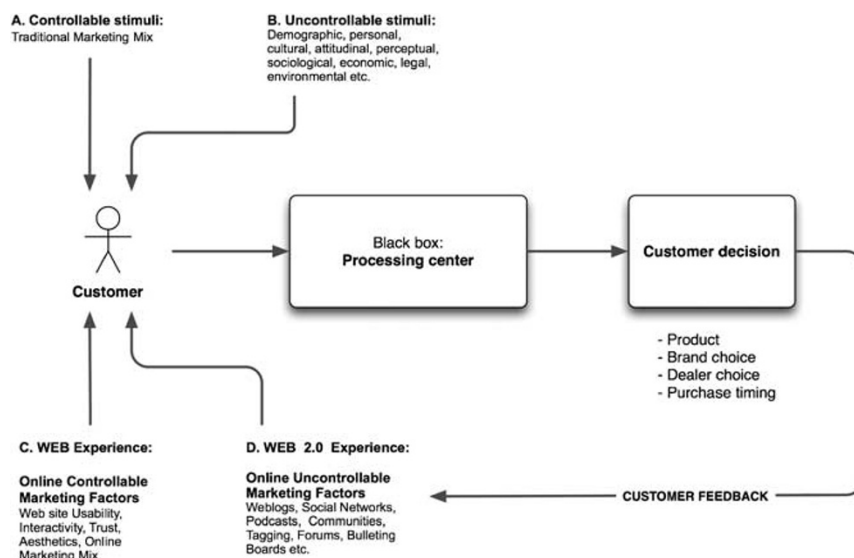 A. Controllable stimuli:
Traditional Marketing Mix
B. Uncontrollable stimuli:
Demographic, personal,
cultural, attitudinal, perceptual,
sociological, economic, legal,
environmental etc.
Customer
Black box:
Processing center
Customer decision
- Product
- Brand choice
- Dealer choice
- Purchase timing
C. WEB Experience:
Online Controllable
Marketing Factors
Web site Usability,
Interactivity, Trust,
Aesthetics, Online
Marketing Mix
D. WEB 2.0 Experience:
Online Uncontrollable
Marketing Factors
Weblogs, Social Networks,
Podcasts, Communities,
Tagging, Forums, Bulleting
Boards etc.
CUSTOMER FEEDBACK